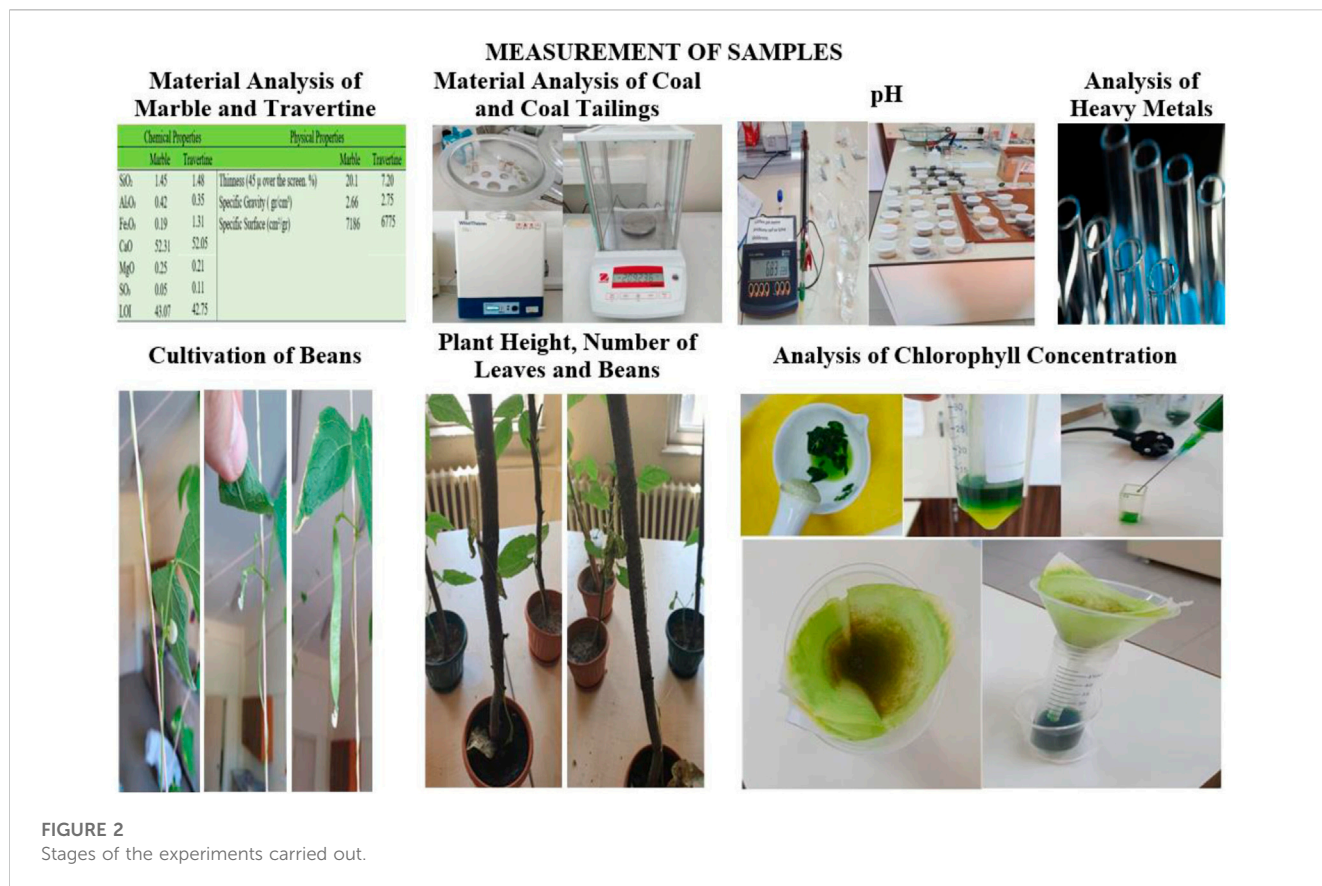 MEASUREMENT OF SAMPLES
Material Analysis of
Marble and Travertine
Chemical Properties Physical Properties
Marble Travertine Marble Travertine
SiO₂ 1.45 1.48 Thinness (45 µ over the screen. %) 20.1 7.20
Al₂O₃ 0.42 0.35 Specific Gravity ( gr/cm³) 2.66 2.75
Fe₂O₃ 0.19 1.31 Specific Surface (cm²/gr) 7186 6775
CaO 52.31 52.05
MgO 0.25 0.21
SO₃ 0.05 0.11
LOI 43.07 42.75
Material Analysis of Coal
and Coal Tailings
pH
683
Analysis of
Heavy Metals
Cultivation of Beans
Plant Height, Number of
Leaves and Beans
Analysis of Chlorophyll Concentration
25
FIGURE 2
Stages of the experiments carried out.